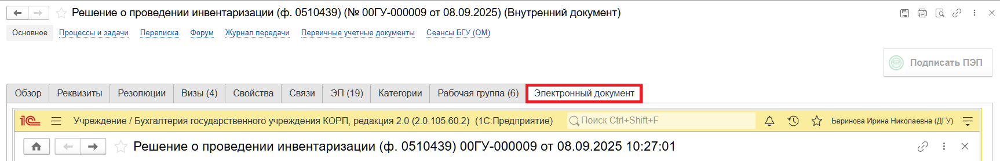 Решение о проведении инвентаризации (ф. 0510439) (№ 00ГУ-000009 от 08.09.2025) (Внутренний документ)
Основное Процессы и задачи Переписка Форум Журнал передачи Первичные учетные документы Сеансы БГУ (ОМ)
Подписать ПЭП
Обзор Реквизиты Резолюции Визы (4) Свойства Связи ЭП (19) Категории Рабочая группа (6) Электронный документ
1С Учреждение / Бухгалтерия государственного учреждения КОРП, редакция 2.0 (2.0.105.60.2) (1С:Предприятие) Поиск Ctrl+Shift+F Баринова Ирина Николаевна (ДГУ)
Решение о проведении инвентаризации (ф. 0510439) 00ГУ-000009 от 08.09.2025 10:27:01